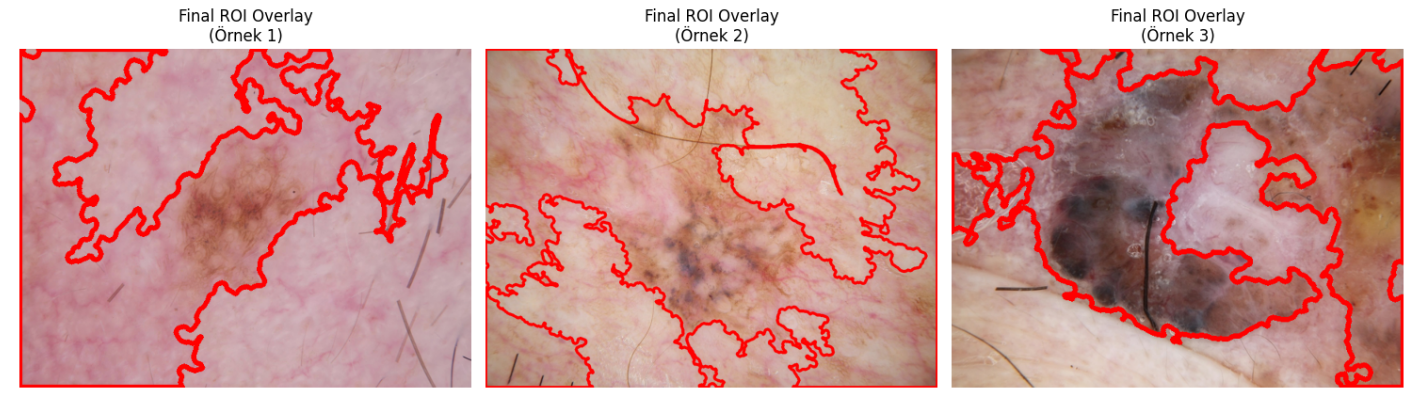 Final ROI Overlay
(Örnek 1)
Final ROI Overlay
(Örnek 2)
Final ROI Overlay
(Örnek 3)